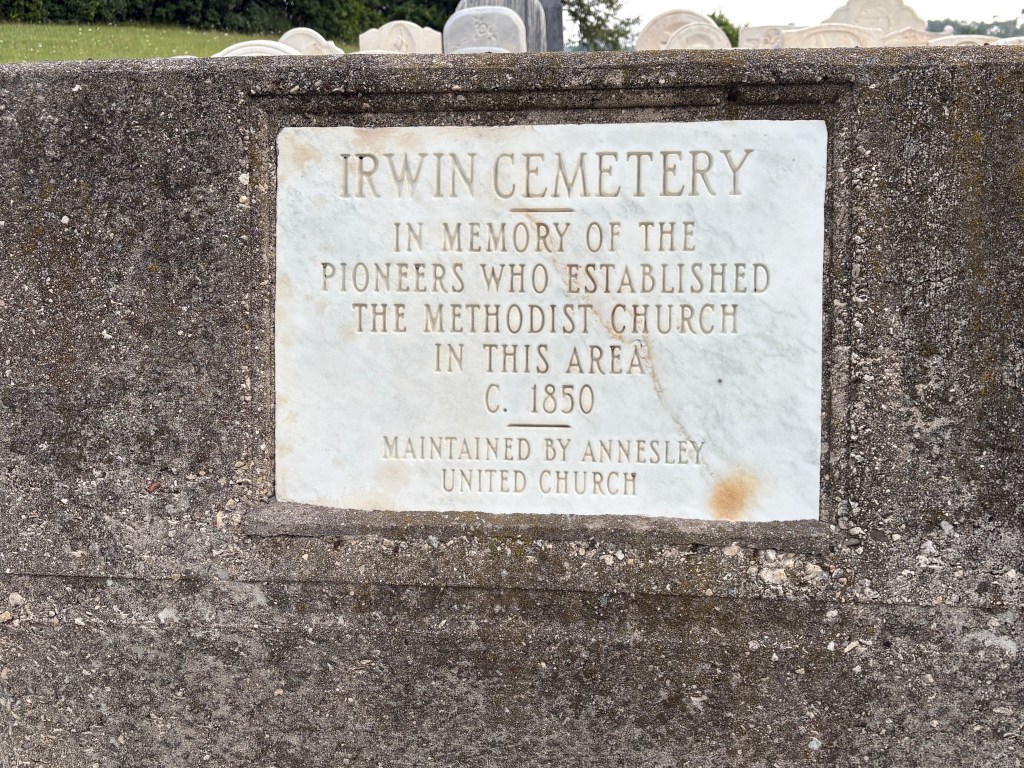 IRWIN CEMETERY
IN MEMORY OF THE
PIONEERS WHO ESTABLISHED
THE METHODIST CHURCH
IN THIS AREA
C. 1850
MAINTAINED BY ANNESLEY
UNITED CHURCH